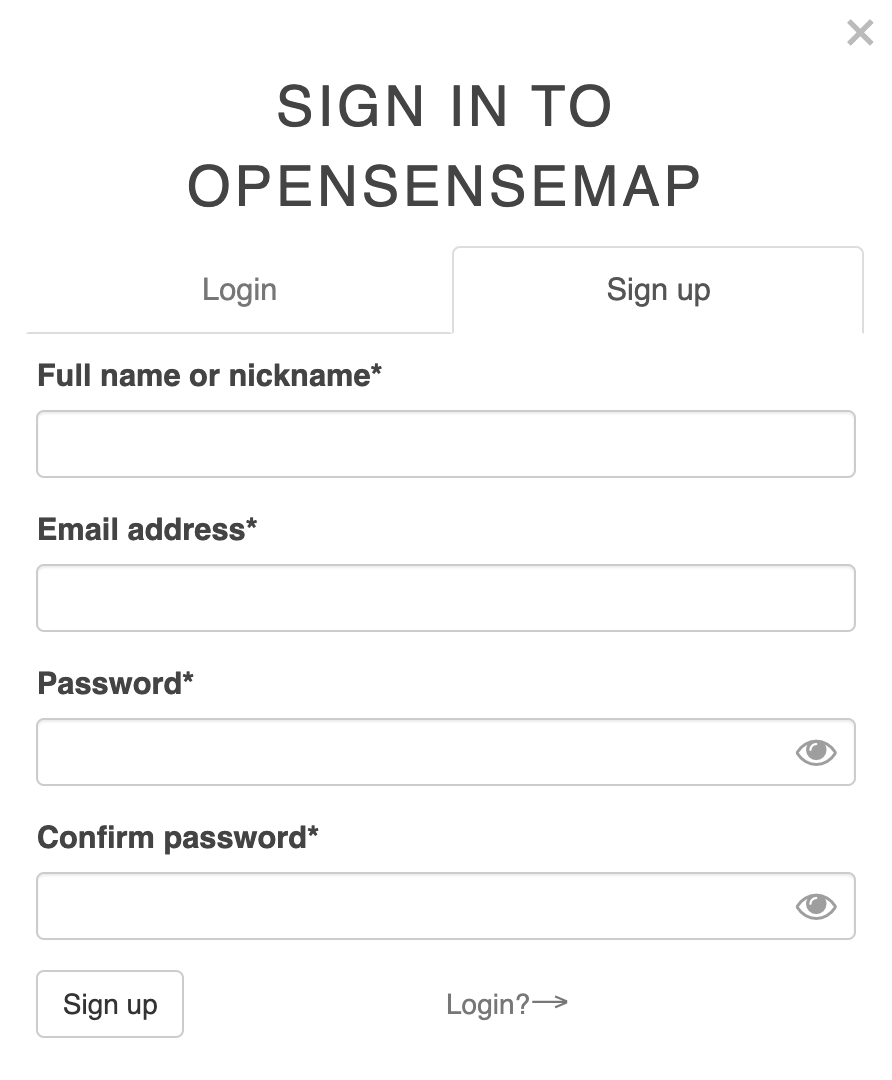 SIGN IN TO
OPENSENSEMAP
Login
Sign up
Full name or nickname*
Email address*
Password*
Confirm password*
Sign up
Login?